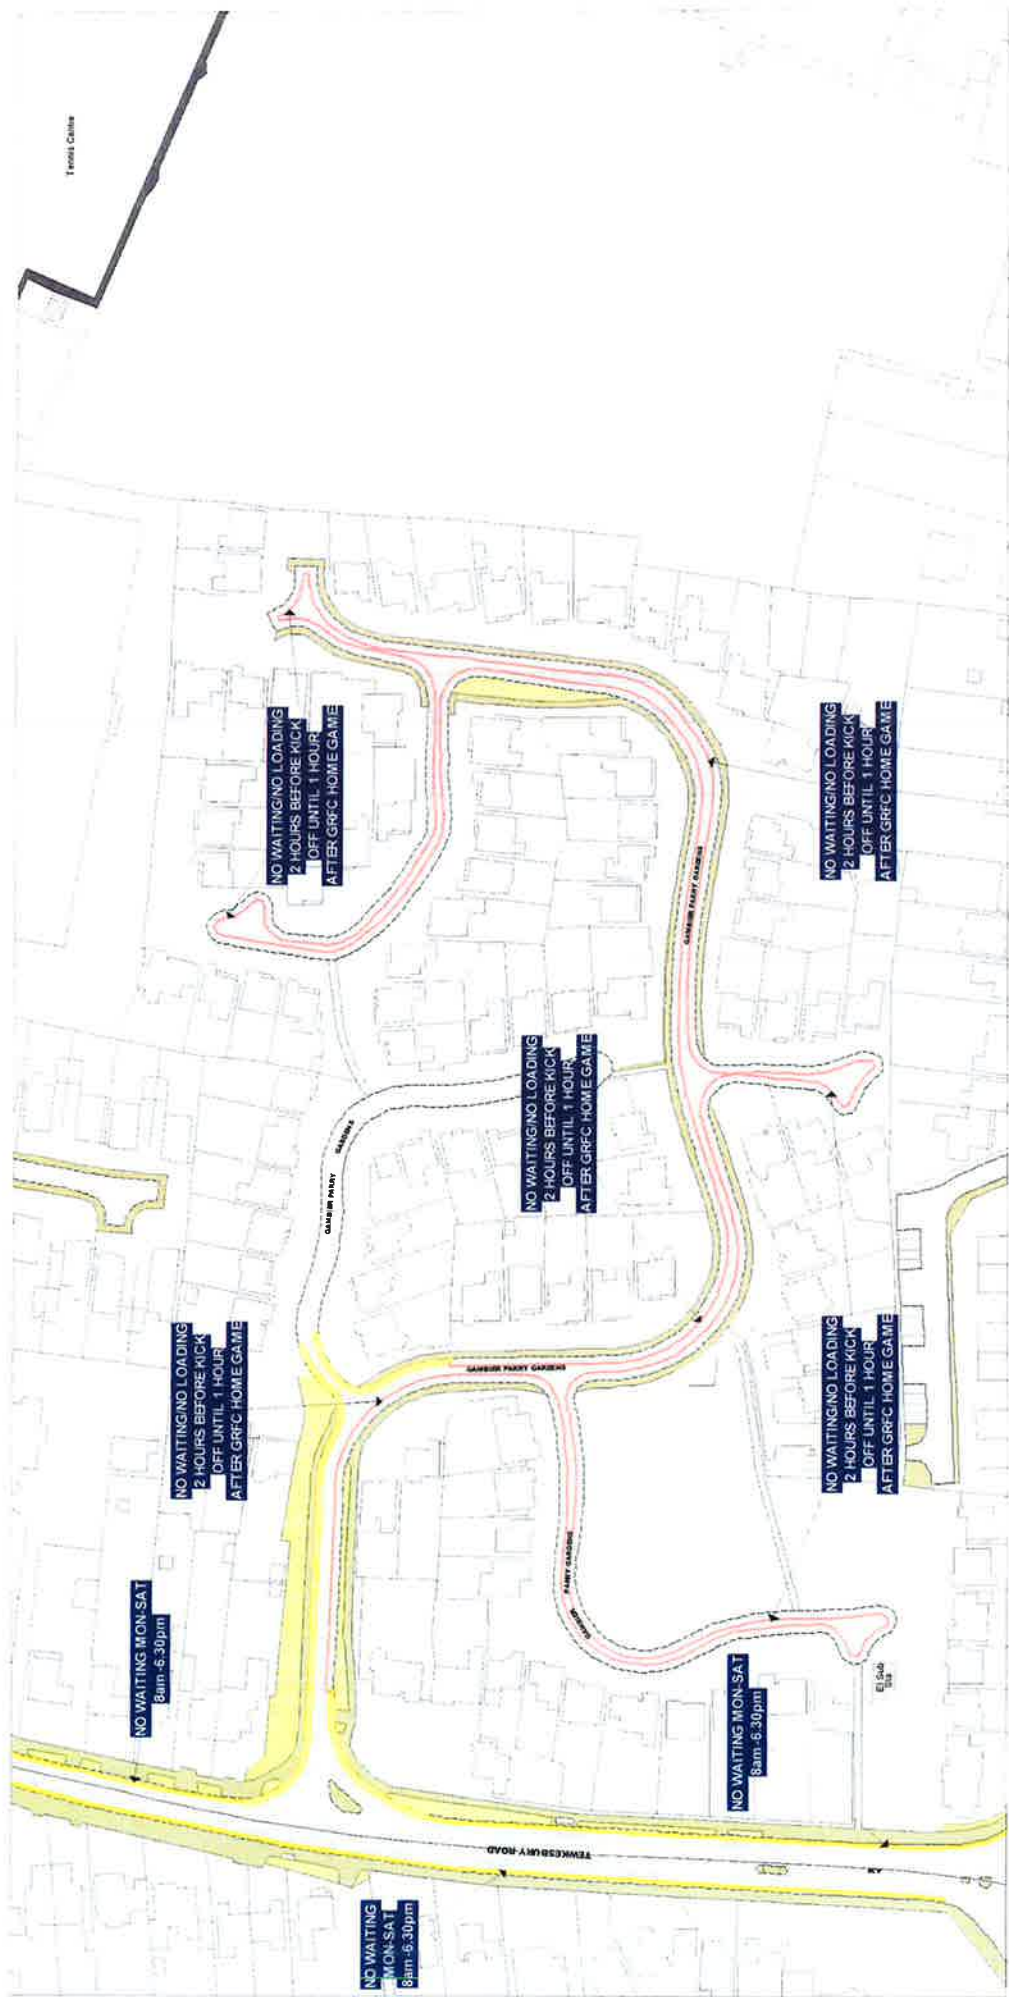 Tennis Centre
NO WAITING/NO LOADING
2 HOURS BEFORE KICK
OFF UNTIL 1 HOUR
AFTER GRFC HOME GAME
NO WAITING/NO LOADING
2 HOURS BEFORE KICK
OFF UNTIL 1 HOUR
AFTER GRFC HOME GAME
GAMBIER PARRY GARDENS
NO WAITING/NO LOADING
2 HOURS BEFORE KICK
OFF UNTIL 1 HOUR
AFTER GRFC HOME GAME
GAMBIER PARRY GARDENS
NO WAITING/NO LOADING
2 HOURS BEFORE KICK
OFF UNTIL 1 HOUR
AFTER GRFC HOME GAME
GAMBIER PARRY GARDENS
NO WAITING/NO LOADING
2 HOURS BEFORE KICK
OFF UNTIL 1 HOUR
AFTER GRFC HOME GAME
GAMBIER PARRY GARDENS
NO WAITING MON-SAT
8am-6.30pm
NO WAITING MON-SAT
8am-6.30pm
El Sub
Sta
TEWKESBURY ROAD
NO WAITING
MON-SAT
8am-6.30pm